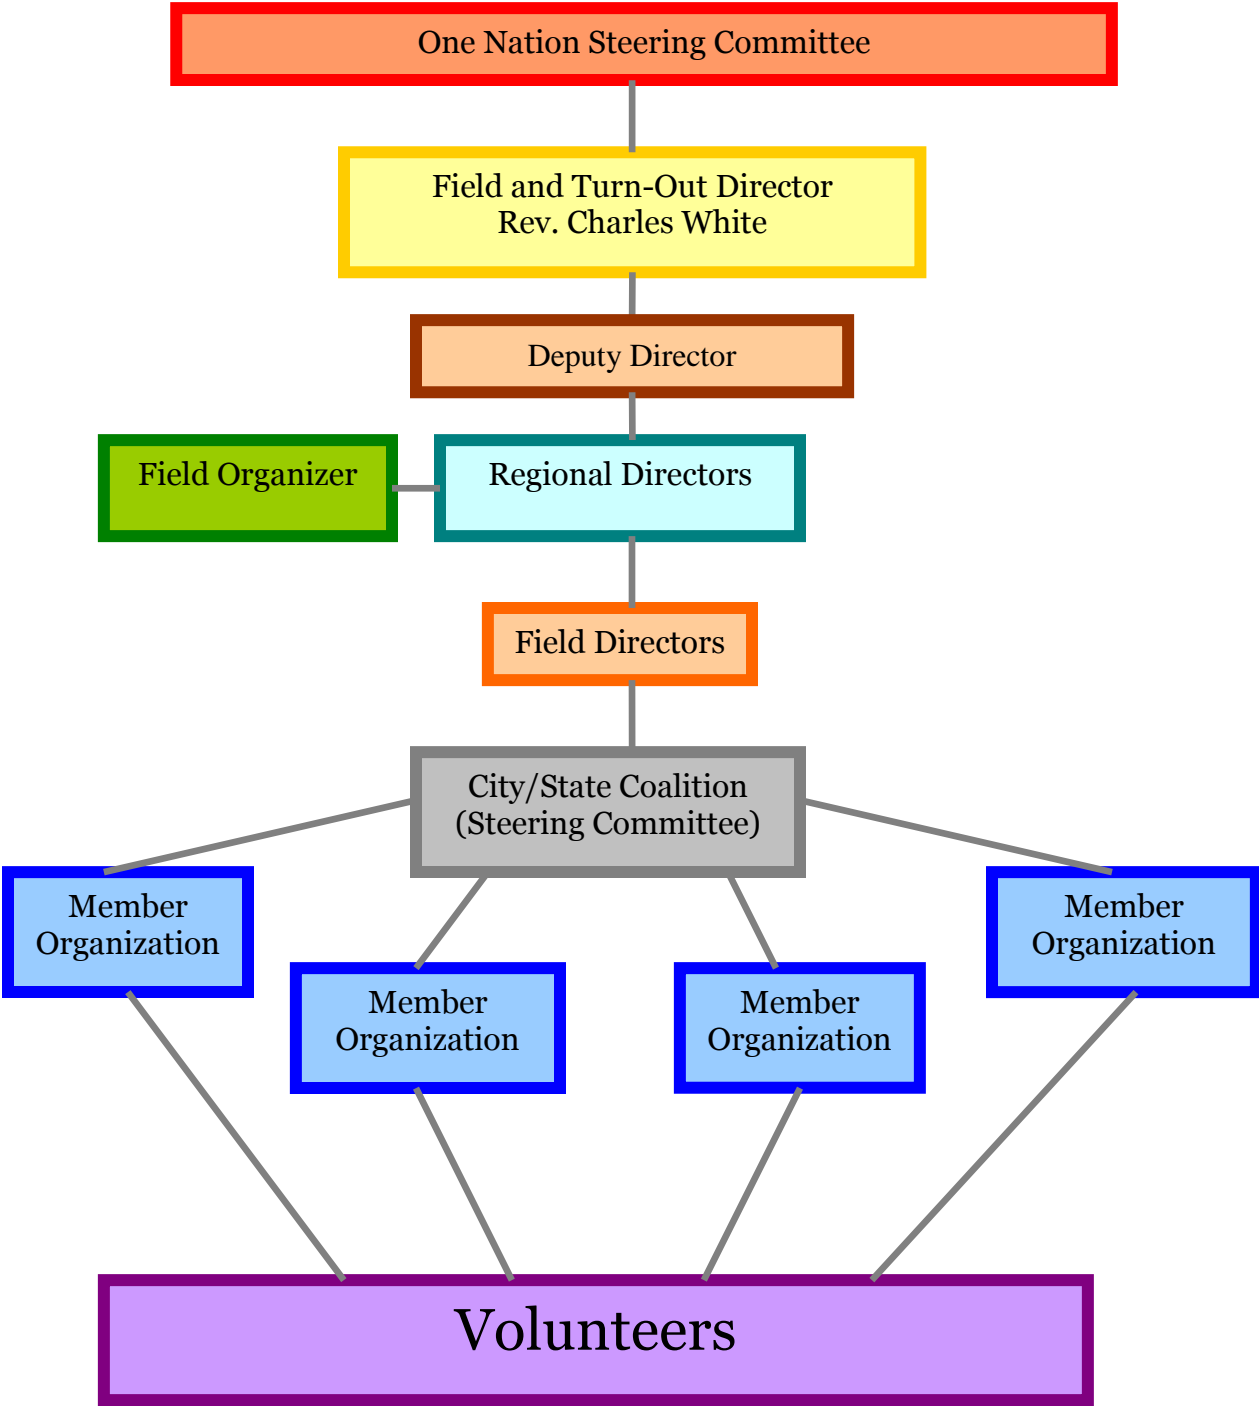 One Nation Steering Committee
Field and Turn-Out Director
Rev. Charles White
Deputy Director
Field Organizer
Regional Directors
Field Directors
City/State Coalition
(Steering Committee)
Member
Organization
Member
Organization
Member
Organization
Member
Organization
Volunteers